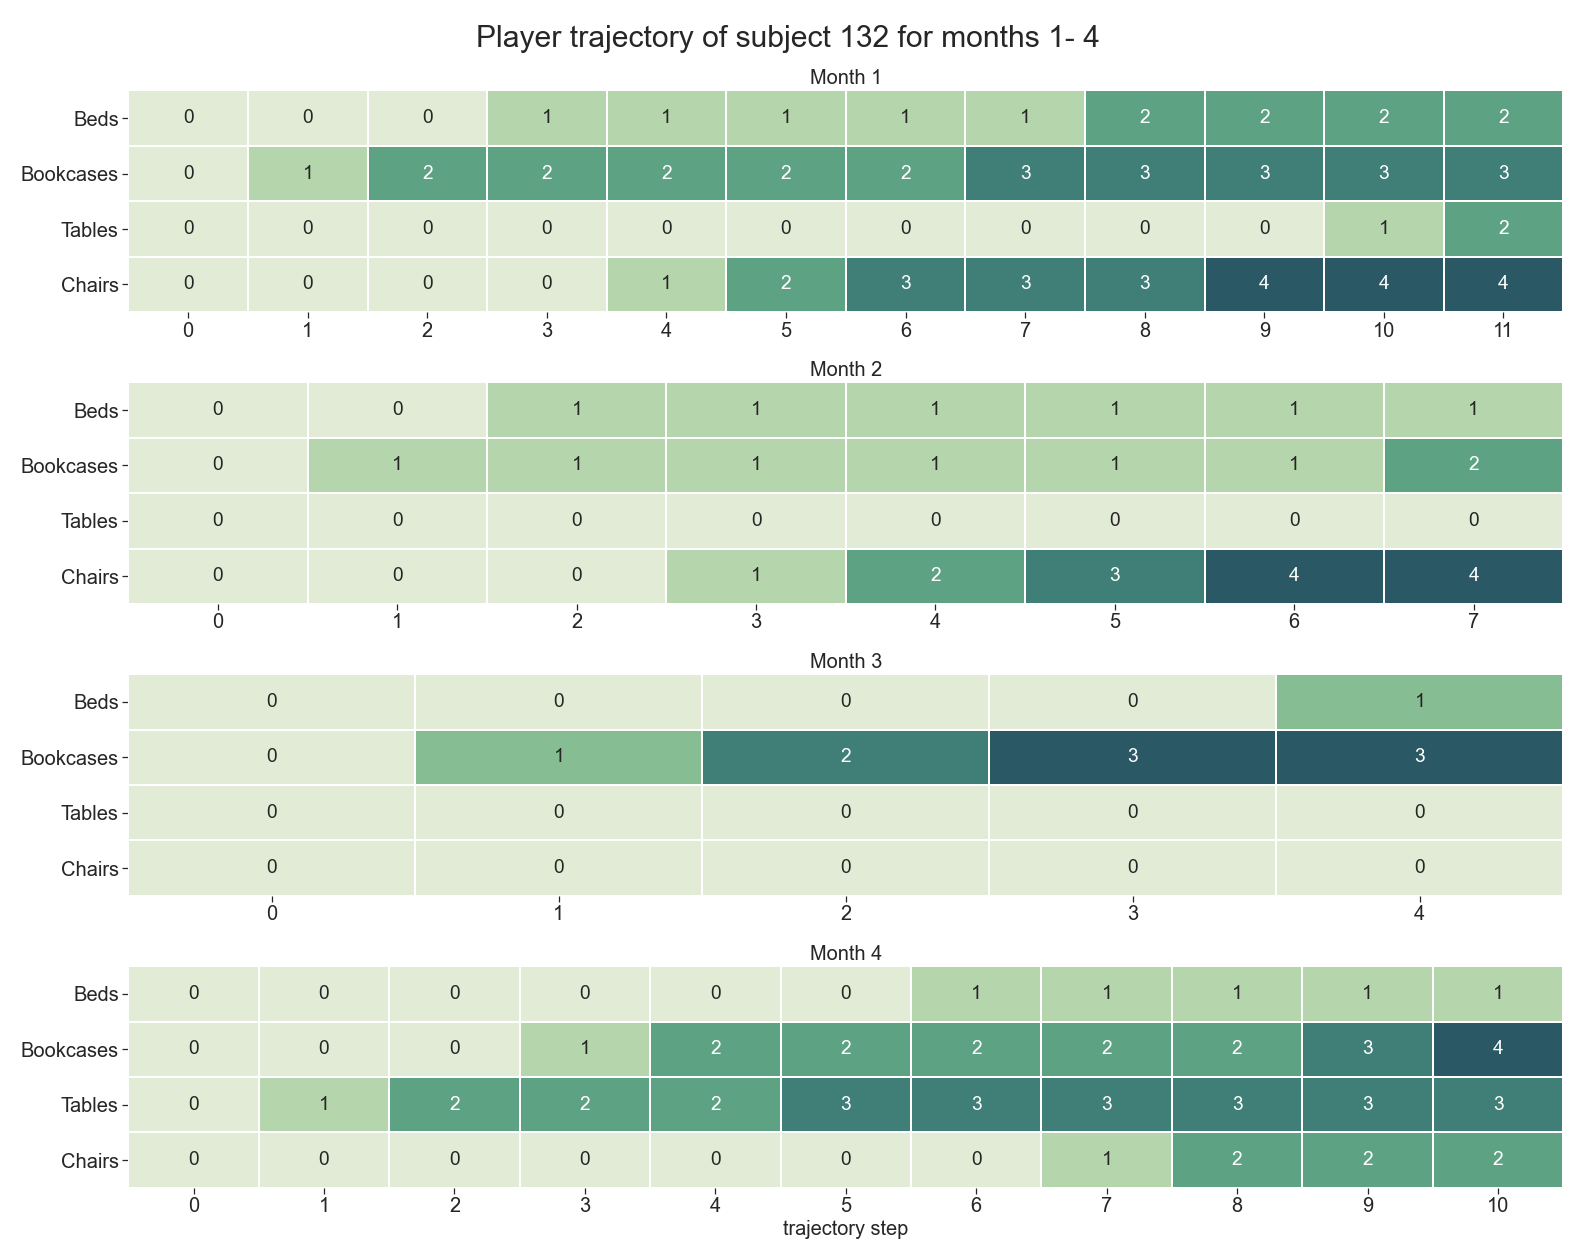 Player trajectory of subject 132 for months 1- 4
Month 1
Beds 0 0 0 1 1 1 1 1 2 2 2 2
Bookcases 0 1 2 2 2 2 2 3 3 3 3 3
Tables 0 0 0 0 0 0 0 0 0 0 1 2
Chairs 0 0 0 0 1 2 3 3 3 4 4 4
0 1 2 3 4 5 6 7 8 9 10 11
Month 2
Beds 0 0 1 1 1 1 1 1
Bookcases 0 1 1 1 1 1 1 2
Tables 0 0 0 0 0 0 0 0
Chairs 0 0 0 1 2 3 4 4
0 1 2 3 4 5 6 7
Month 3
Beds 0 0 0 0 1
Bookcases 0 1 2 3 3
Tables 0 0 0 0 0
Chairs 0 0 0 0 0
0 1 2 3 4
Month 4
Beds 0 0 0 0 0 0 1 1 1 1 1
Bookcases 0 0 0 1 2 2 2 2 2 3 4
Tables 0 1 2 2 2 3 3 3 3 3 3
Chairs 0 0 0 0 0 0 0 1 2 2 2
0 1 2 3 4 5 6 7 8 9 10
trajectory step